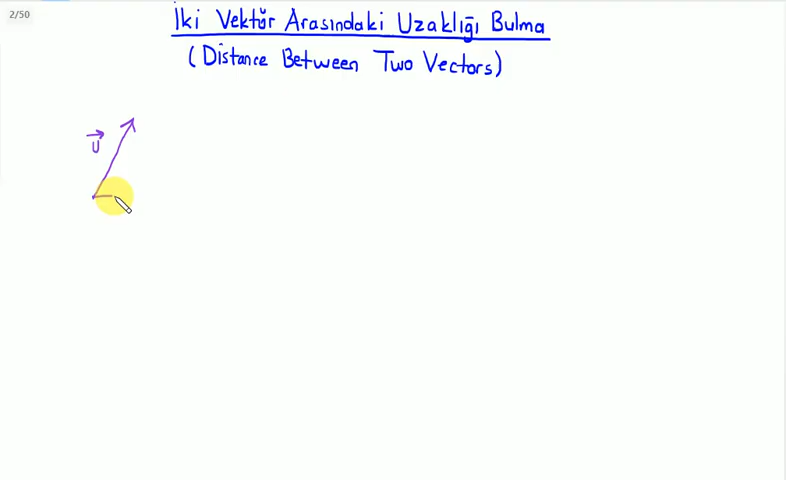 2/50
İki Vektör Arasındaki Uzaklığı Bulma
(Distance Between Two Vectors)
U